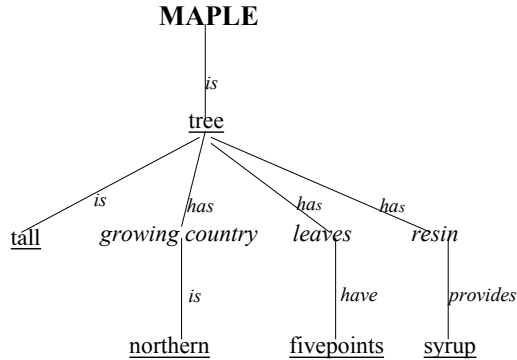 MAPLE
is
tree
is
has
has
has
tall
growing country
leaves
resin
is
have
provides
northern
fivepoints
syrup